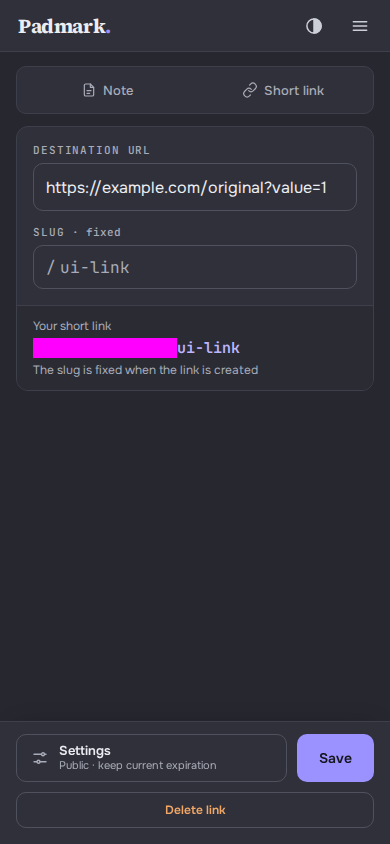 Padmark.
Note
Short link
DESTINATION URL
https://example.com/original?value=1
SLUG · fixed
/ ui-link
Your short link
ui-link
The slug is fixed when the link is created
Settings
Public · keep current expiration
Save
Delete link